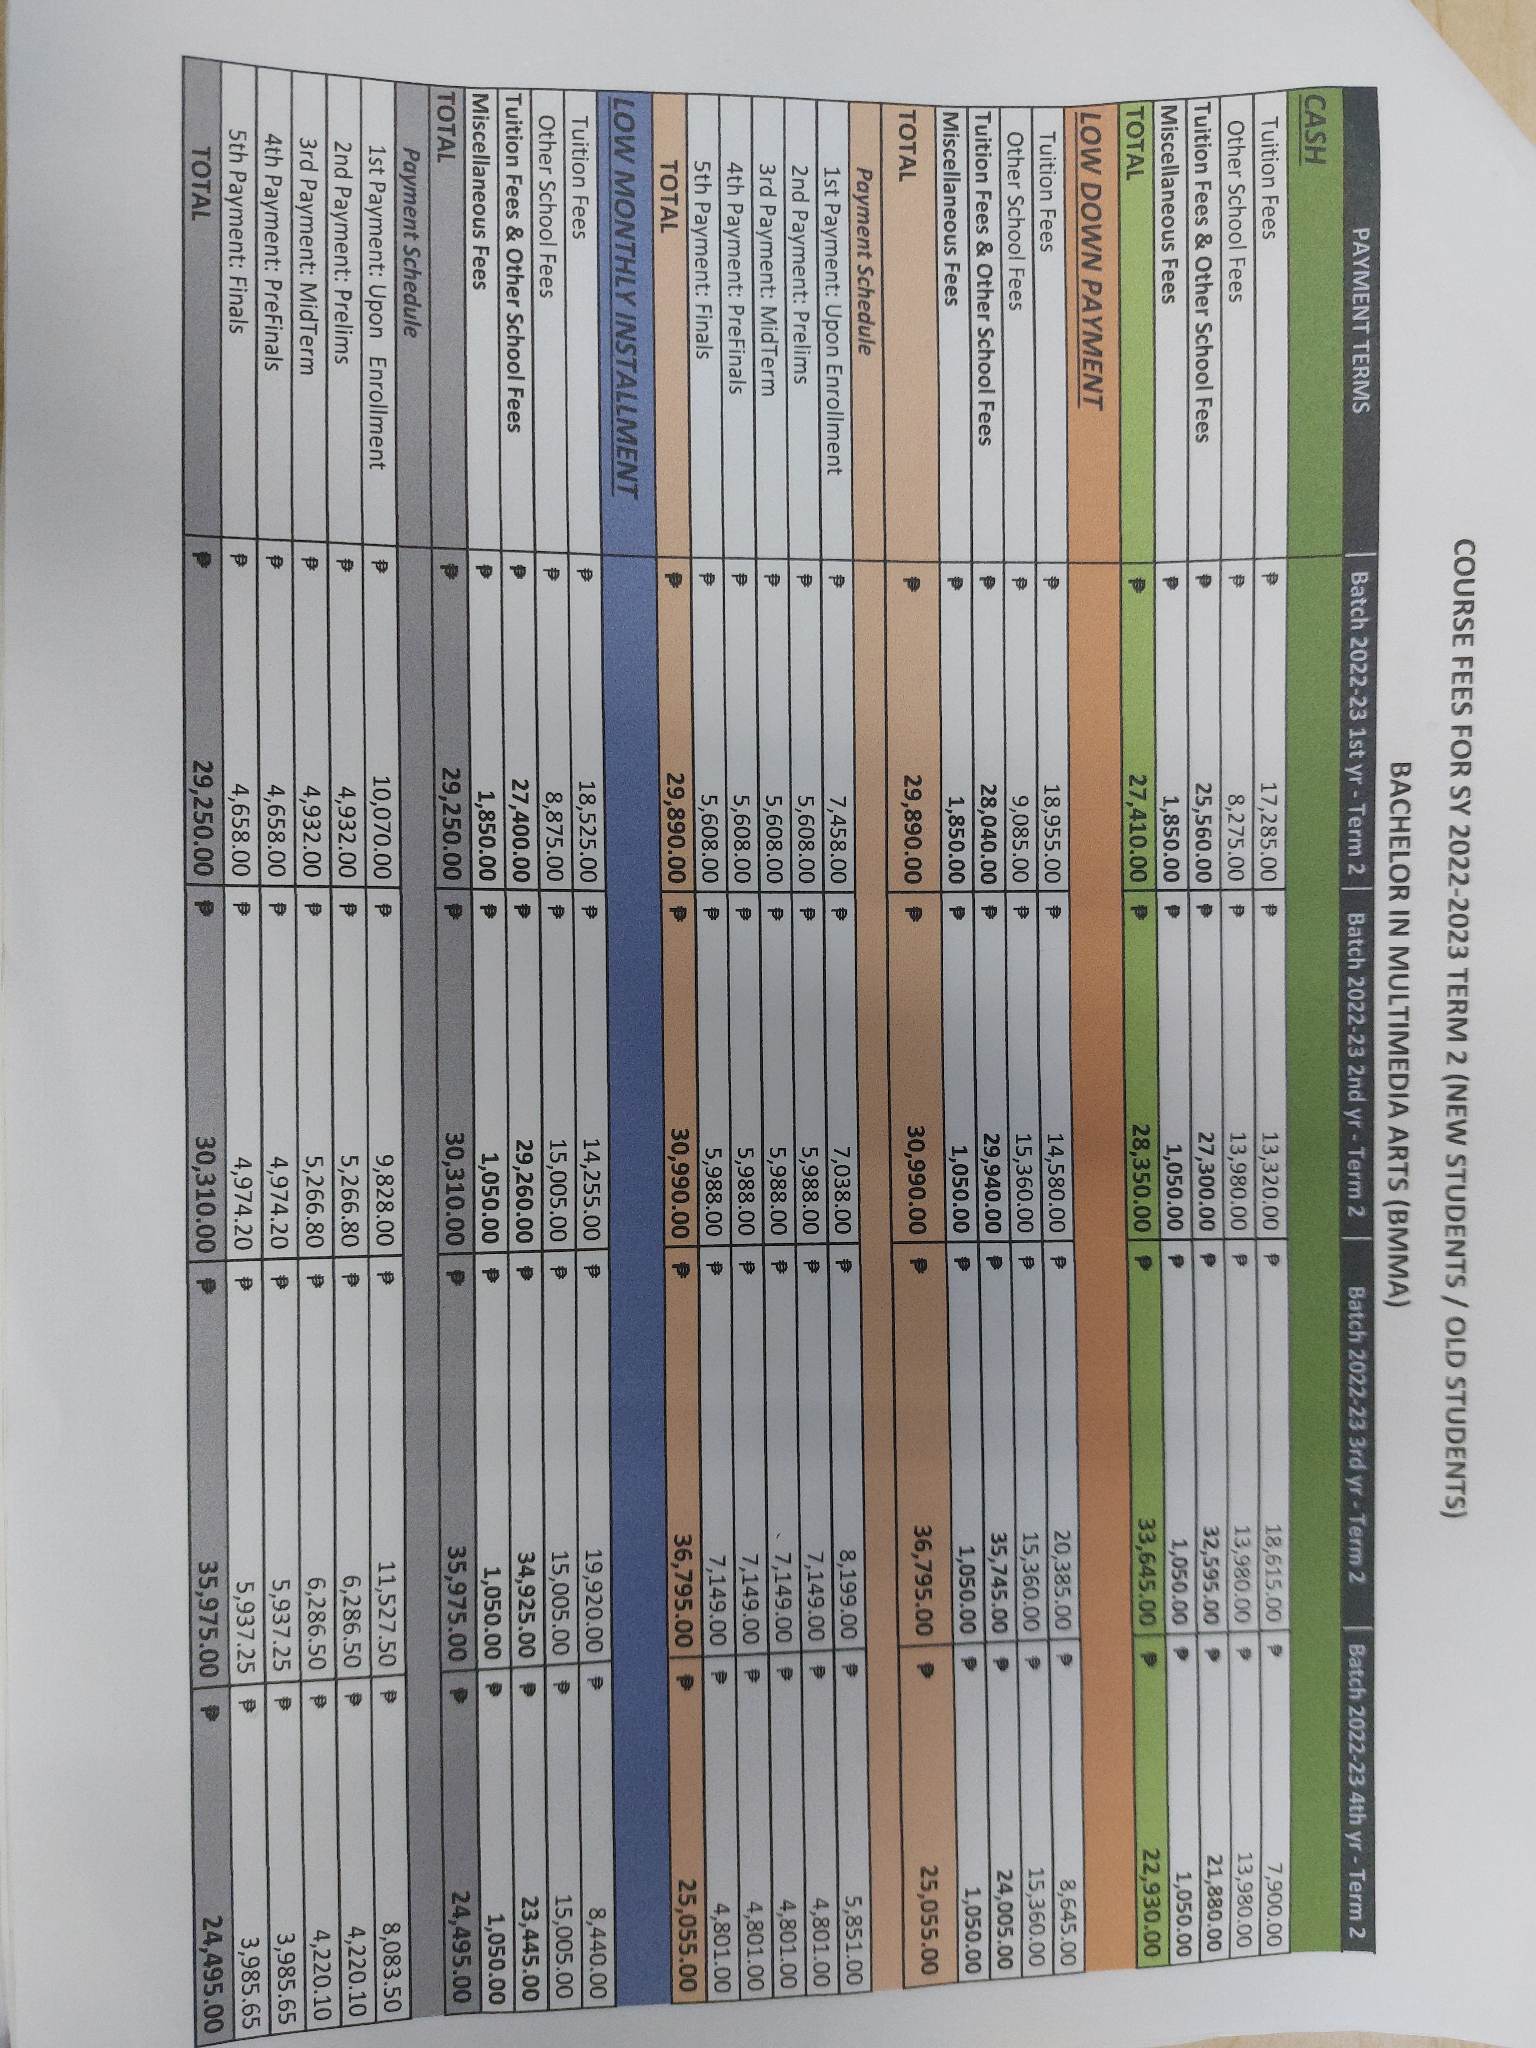 COURSE FEES FOR SY 2022-2023 TERM 2 (NEW STUDENTS / OLD STUDENTS)
BACHELOR IN MULTIMEDIA ARTS (BMMA)
PAYMENT TERMS Batch 2022-23 1st yr - Term 2 Batch 2022-23 2nd yr - Term 2 Batch 2022-23 3rd yr - Term 2 Batch 2022-23 4th yr - Term 2
CASH
Tuition Fees ₱ 17,285.00 ₱ 13,320.00 ₱ 18,615.00 ₱ 7,900.00
Other School Fees ₱ 8,275.00 ₱ 13,980.00 ₱ 13,980.00 ₱ 13,980.00
Tuition Fees & Other School Fees ₱ 25,560.00 ₱ 27,300.00 ₱ 32,595.00 ₱ 21,880.00
Miscellaneous Fees ₱ 1,850.00 ₱ 1,050.00 ₱ 1,050.00 ₱ 1,050.00
TOTAL ₱ 27,410.00 ₱ 28,350.00 ₱ 33,645.00 ₱ 22,930.00
LOW DOWN PAYMENT
Tuition Fees ₱ 18,955.00 ₱ 14,580.00 ₱ 20,385.00 ₱ 8,645.00
Other School Fees ₱ 9,085.00 ₱ 15,360.00 ₱ 15,360.00 ₱ 15,360.00
Tuition Fees & Other School Fees ₱ 28,040.00 ₱ 29,940.00 ₱ 35,745.00 ₱ 24,005.00
Miscellaneous Fees ₱ 1,850.00 ₱ 1,050.00 ₱ 1,050.00 ₱ 1,050.00
TOTAL ₱ 29,890.00 ₱ 30,990.00 ₱ 36,795.00 ₱ 25,055.00
Payment Schedule
1st Payment: Upon Enrollment ₱ 7,458.00 ₱ 7,038.00 ₱ 8,199.00 ₱ 5,851.00
2nd Payment: Prelims ₱ 5,608.00 ₱ 5,988.00 ₱ 7,149.00 ₱ 4,801.00
3rd Payment: MidTerm ₱ 5,608.00 ₱ 5,988.00 ₱ 7,149.00 ₱ 4,801.00
4th Payment: PreFinals ₱ 5,608.00 ₱ 5,988.00 ₱ 7,149.00 ₱ 4,801.00
5th Payment: Finals ₱ 5,608.00 ₱ 5,988.00 ₱ 7,149.00 ₱ 4,801.00
TOTAL ₱ 29,890.00 ₱ 30,990.00 ₱ 36,795.00 ₱ 25,055.00
LOW MONTHLY INSTALLMENT
Tuition Fees ₱ 18,525.00 ₱ 14,255.00 ₱ 19,920.00 ₱ 8,440.00
Other School Fees ₱ 8,875.00 ₱ 15,005.00 ₱ 15,005.00 ₱ 15,005.00
Tuition Fees & Other School Fees ₱ 27,400.00 ₱ 29,260.00 ₱ 34,925.00 ₱ 23,445.00
Miscellaneous Fees ₱ 1,850.00 ₱ 1,050.00 ₱ 1,050.00 ₱ 1,050.00
TOTAL ₱ 29,250.00 ₱ 30,310.00 ₱ 35,975.00 ₱ 24,495.00
Payment Schedule
1st Payment: Upon Enrollment ₱ 10,070.00 ₱ 9,828.00 ₱ 11,527.50 ₱ 8,083.50
2nd Payment: Prelims ₱ 4,932.00 ₱ 5,266.80 ₱ 6,286.50 ₱ 4,220.10
3rd Payment: MidTerm ₱ 4,932.00 ₱ 5,266.80 ₱ 6,286.50 ₱ 4,220.10
4th Payment: PreFinals ₱ 4,658.00 ₱ 4,974.20 ₱ 5,937.25 ₱ 3,985.65
5th Payment: Finals ₱ 4,658.00 ₱ 4,974.20 ₱ 5,937.25 ₱ 3,985.65
TOTAL ₱ 29,250.00 ₱ 30,310.00 ₱ 35,975.00 ₱ 24,495.00